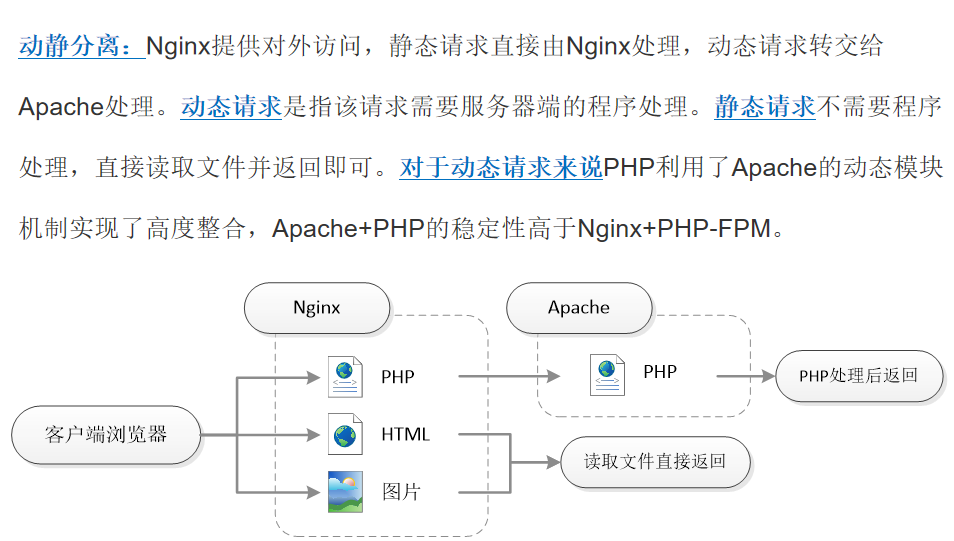 动静分离：Nginx提供对外访问，静态请求直接由Nginx处理，动态请求转交给
Apache处理。动态请求是指该请求需要服务器端的程序处理。静态请求不需要程序
处理，直接读取文件并返回即可。对于动态请求来说PHP利用了Apache的动态模块
机制实现了高度整合，Apache+PHP的稳定性高于Nginx+PHP-FPM。
Nginx
Apache
PHP
PHP
PHP处理后返回
客户端浏览器
HTML
读取文件直接返回
图片